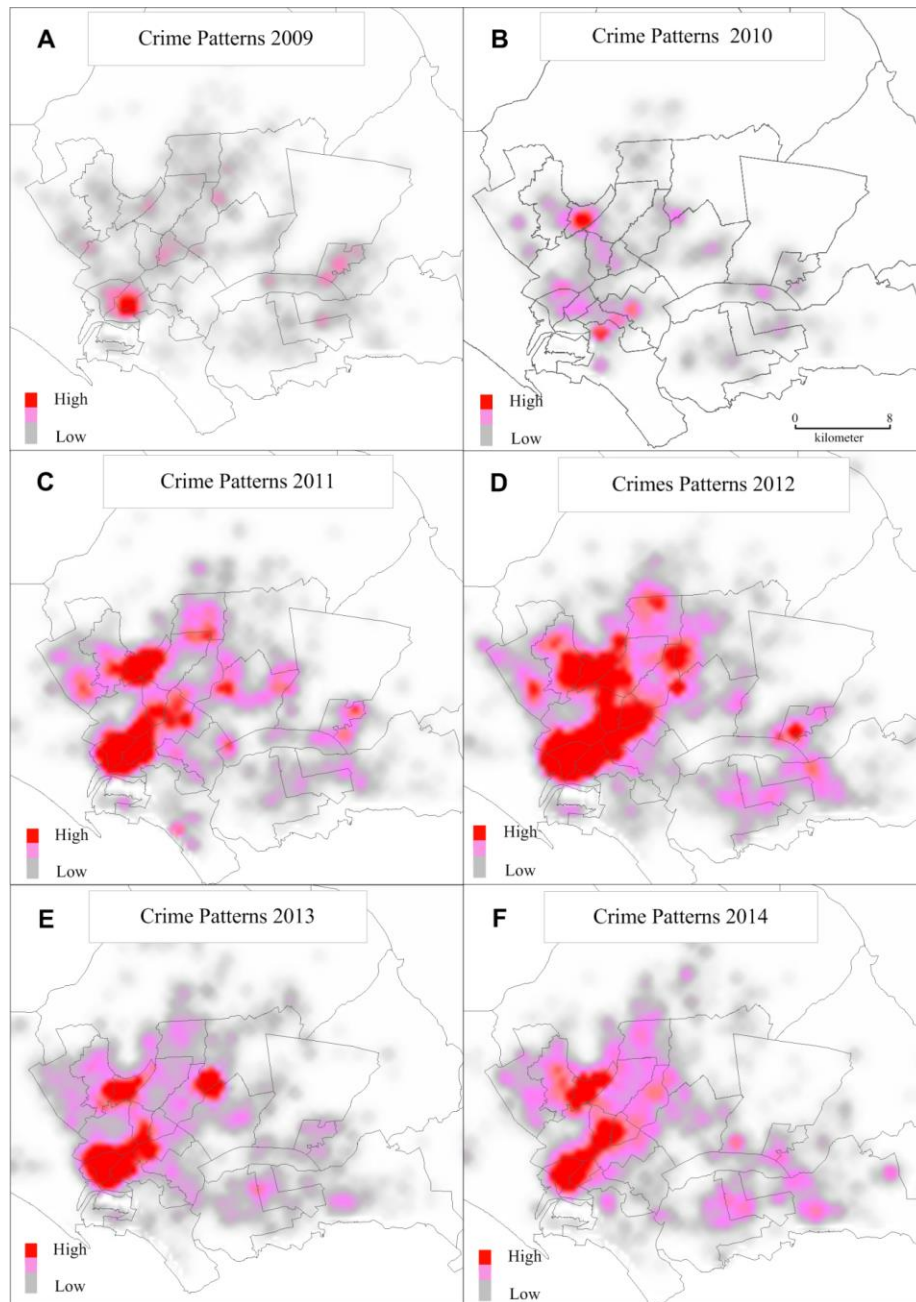 A
Crime Patterns 2009
High
Low
B
Crime Patterns 2010
High
Low
0 8
kilometer
C
Crime Patterns 2011
High
Low
D
Crimes Patterns 2012
High
Low
E
Crime Patterns 2013
High
Low
F
Crime Patterns 2014
High
Low